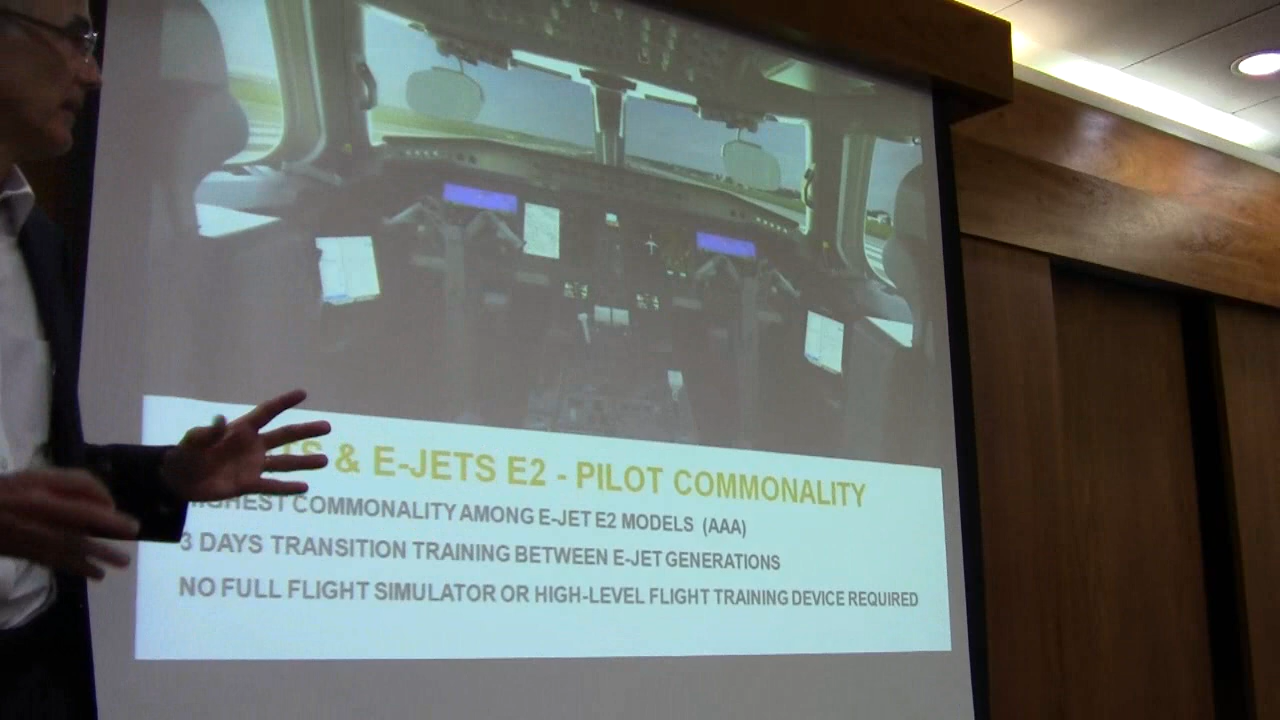 TS & E-JETS E2 - PILOT COMMONALITY
HIGHEST COMMONALITY AMONG E-JET E2 MODELS (AAA)
3 DAYS TRANSITION TRAINING BETWEEN E-JET GENERATIONS
NO FULL FLIGHT SIMULATOR OR HIGH-LEVEL FLIGHT TRAINING DEVICE REQUIRED